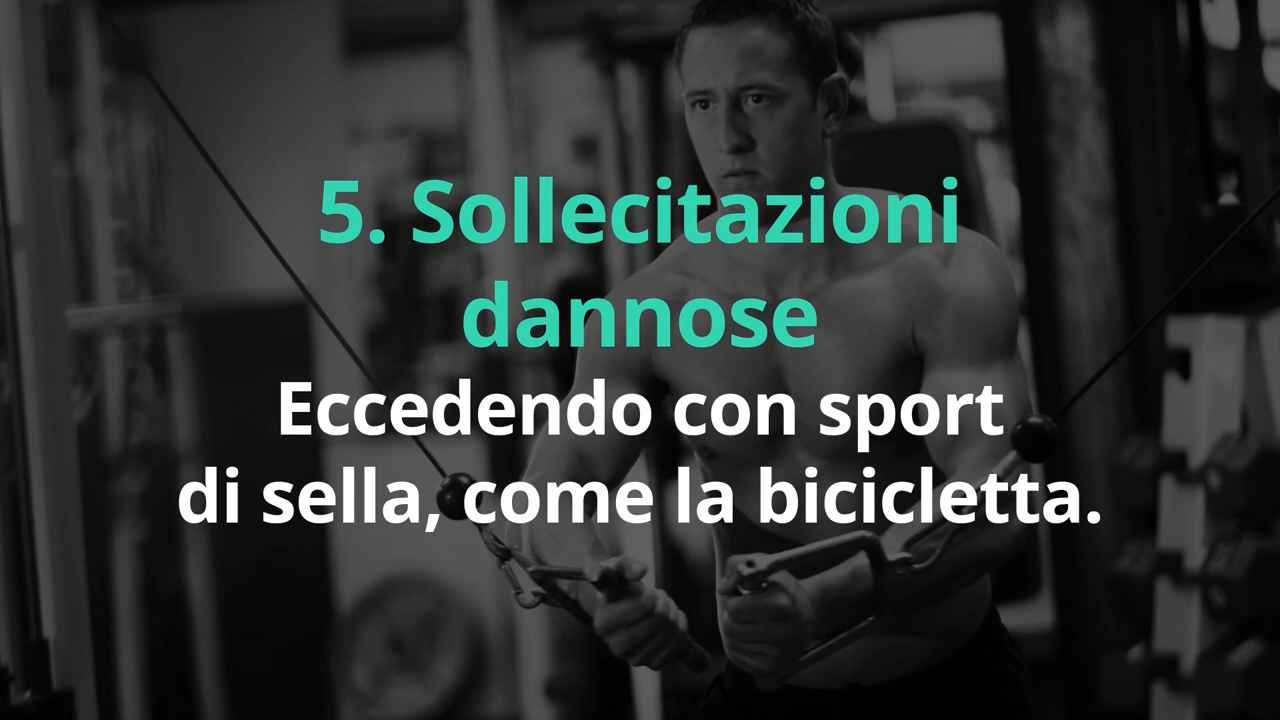 5. Sollecitazioni
dannose
Eccedendo con sport
di sella, come la bicicletta.